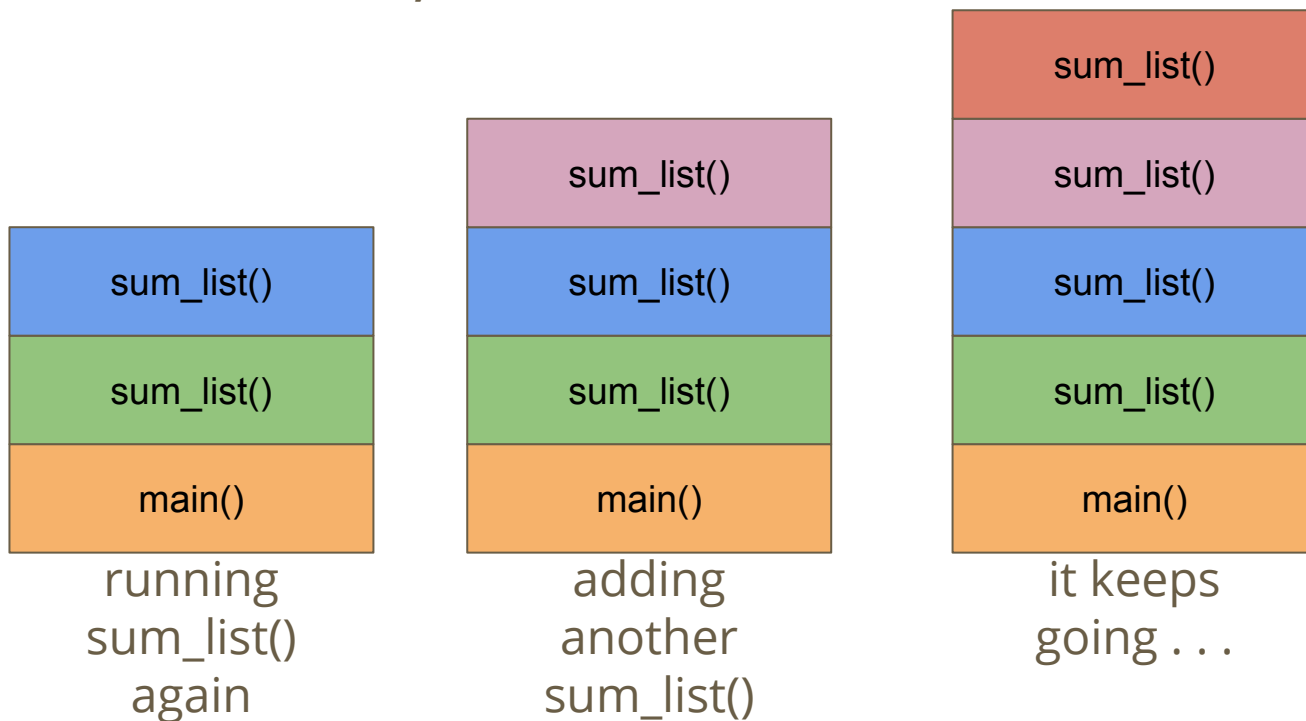 sum_list()
sum_list()
main()
running
sum_list()
again
sum_list()
sum_list()
sum_list()
main()
adding
another
sum_list()
sum_list()
sum_list()
sum_list()
sum_list()
main()
it keeps
going . . .